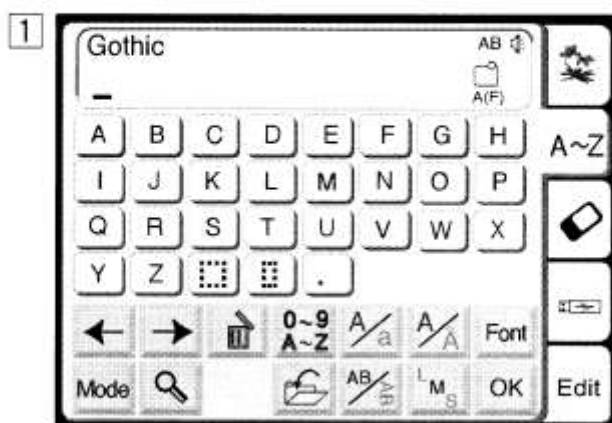 1
Gothic AB
A(F)
A B C D E F G H A~Z
I J K L M N O P
Q R S T U V W X
Y Z .
0~9
A~Z A/a A/A Font
Mode AB/AB L M S OK Edit